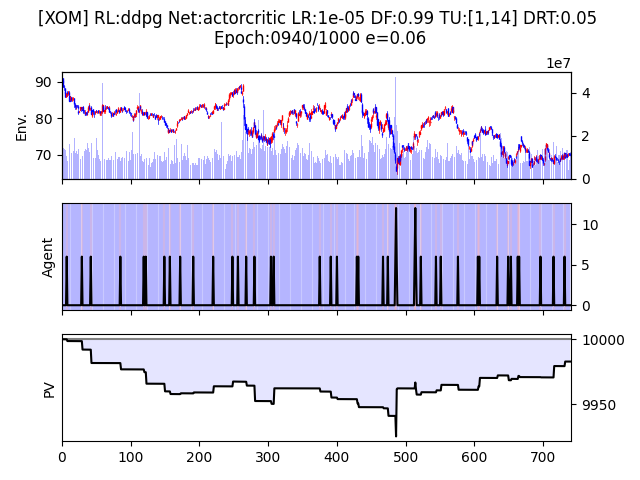 [XOM] RL:ddpg Net:actorcritic LR:1e-05 DF:0.99 TU:[1,14] DRT:0.05
Epoch:0940/1000 e=0.06
1e7
90
80
70
Env.
4
2
0
Agent
10
5
0
PV
10000
9950
0 100 200 300 400 500 600 700